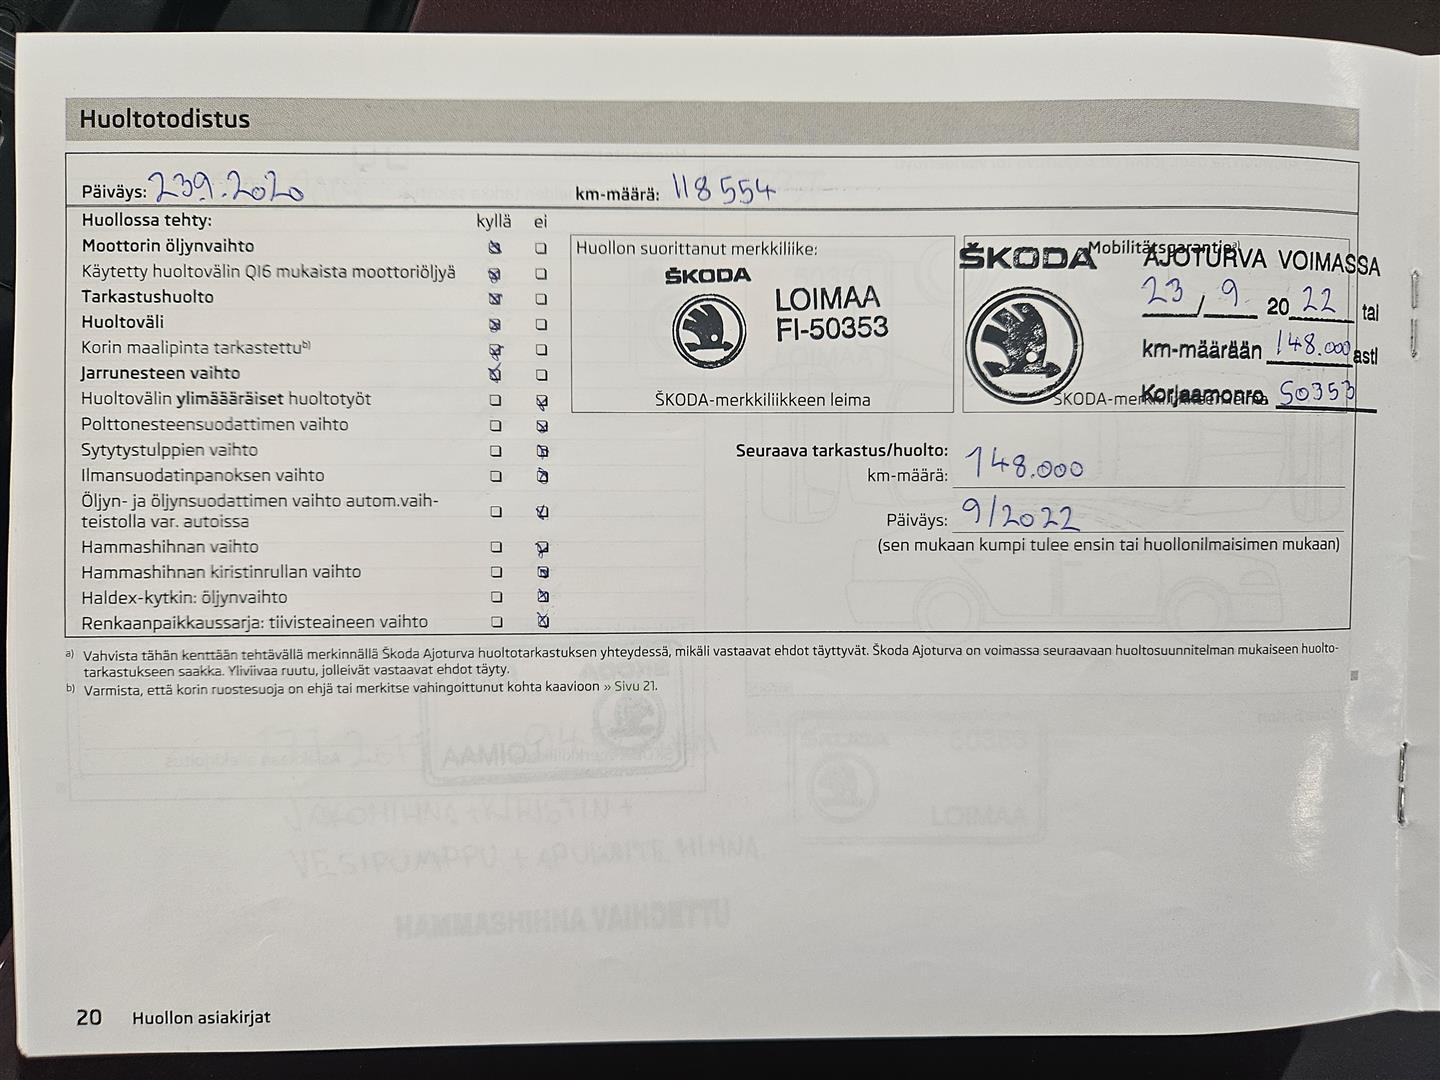 Huoltotodistus
Päiväys: 23.9.2020 km-määrä: 118 554
Huollossa tehty: kyllä ei
Moottorin öljynvaihto
Käytetty huoltovälin QI6 mukaista moottoriöljyä
Tarkastushuolto
Huoltoväli
Korin maalipinta tarkastettu b)
Jarrunesteen vaihto
Huoltovälin ylimääräiset huoltotyöt
Polttonesteensuodattimen vaihto
Sytytystulppien vaihto
Ilmansuodatinpanoksen vaihto
Öljyn- ja öljynsuodattimen vaihto autom.vaih-
teistolla var. autoissa
Hammashihnan vaihto
Hammashihnan kiristinrullan vaihto
Haldex-kytkin: öljynvaihto
Renkaanpaikkaussarja: tiivisteaineen vaihto
Huollon suorittanut merkkiliike:
ŠKODA
LOIMAA
FI-50353
ŠKODA-merkkiliikkeen leima
Mobilitätsgarantie a)
ŠKODA AJOTURVA VOIMASSA
23 / 9 2022 tai
km-määrään 148.000 asti
Korjaamonro 50353
Seuraava tarkastus/huolto:
km-määrä: 148.000
Päiväys: 9/2022
(sen mukaan kumpi tulee ensin tai huollonilmaisimen mukaan)
a) Vahvista tähän kenttään tehtävällä merkinnällä Škoda Ajoturva huoltotarkastuksen yhteydessä, mikäli vastaavat ehdot täyttyvät. Škoda Ajoturva on voimassa seuraavaan huoltosuunnitelman mukaiseen huolto-
tarkastukseen saakka. Yliviivaa ruutu, jolleivät vastaavat ehdot täyty.
b) Varmista, että korin ruostesuoja on ehjä tai merkitse vahingoittunut kohta kaavioon » Sivu 21.
HAMMASHIHNA VAIHDETTU
20 Huollon asiakirjat